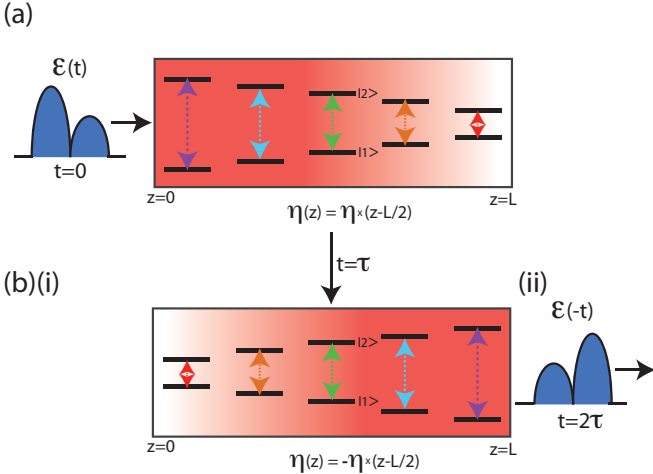 (a)
ε(t)
t=0
|2>
|1>
z=0
z=L
η(z) = η×(z-L/2)
t=τ
(b)(i)
(ii)
|2>
|1>
ε(-t)
t=2τ
z=0
z=L
η(z) = -η×(z-L/2)